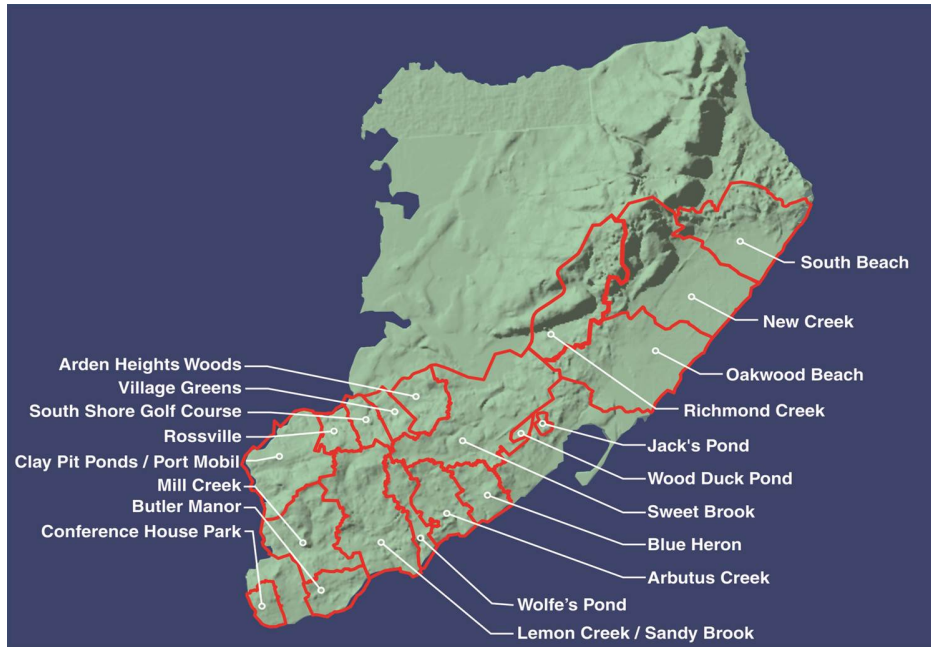 South Beach
New Creek
Oakwood Beach
Richmond Creek
Jack's Pond
Wood Duck Pond
Sweet Brook
Blue Heron
Arbutus Creek
Wolfe's Pond
Lemon Creek / Sandy Brook
Arden Heights Woods
Village Greens
South Shore Golf Course
Rossville
Clay Pit Ponds / Port Mobil
Mill Creek
Butler Manor
Conference House Park